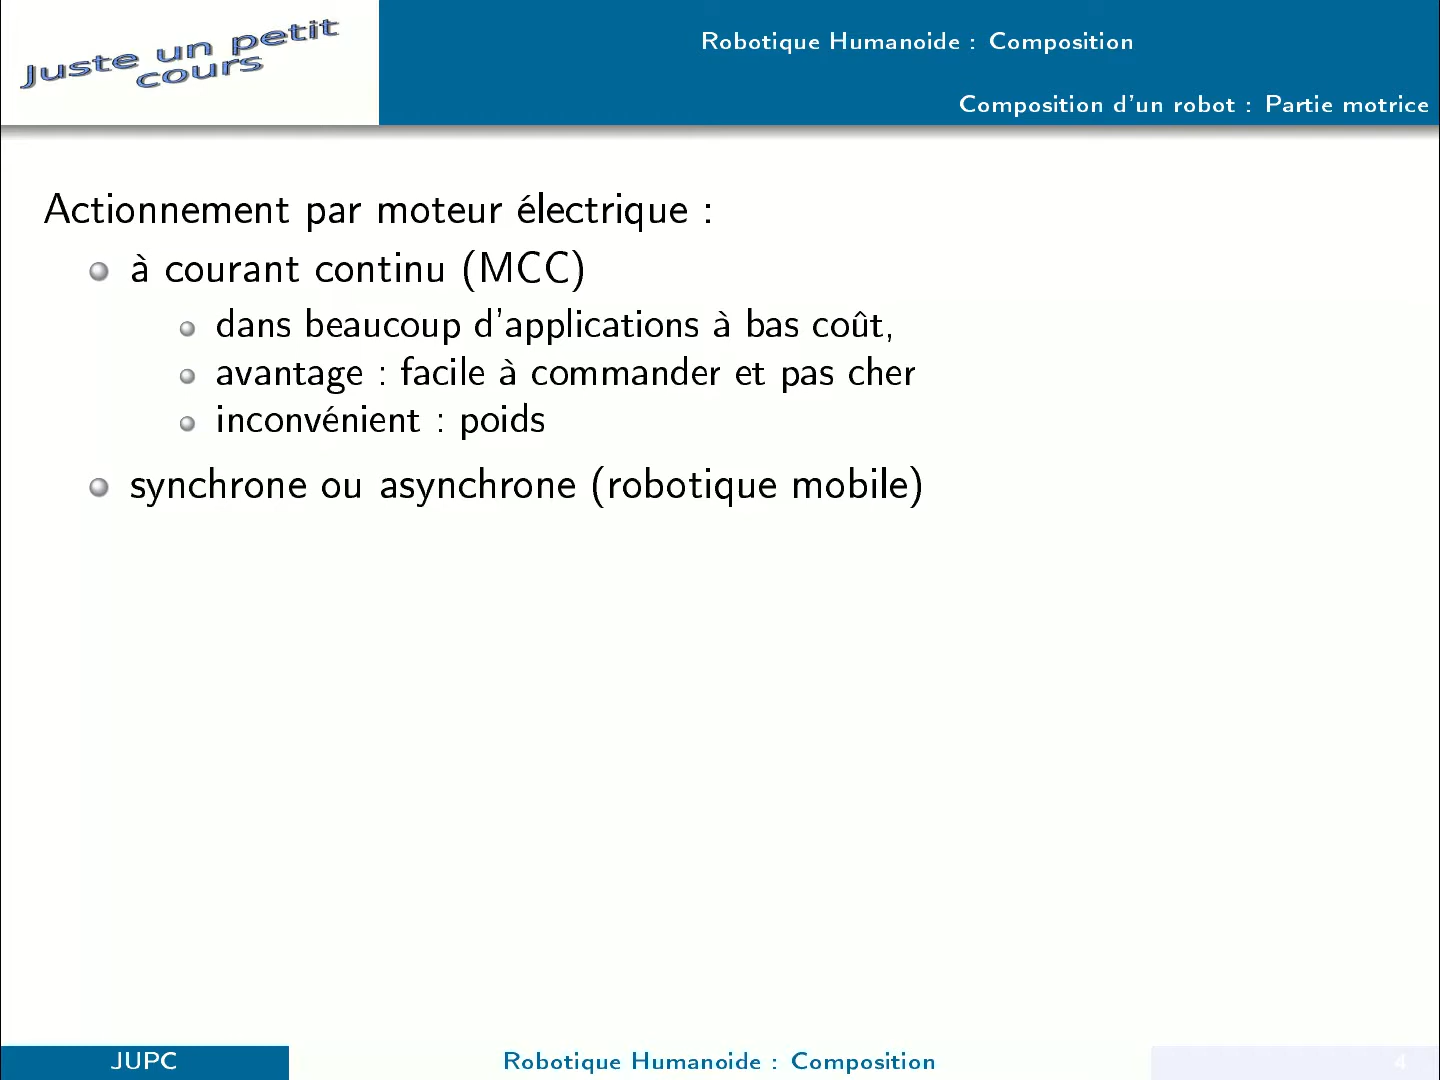 Juste un petit
cours
Robotique Humanoide : Composition
Composition d'un robot : Partie motrice
Actionnement par moteur électrique :
à courant continu (MCC)
dans beaucoup d'applications à bas coût,
avantage : facile à commander et pas cher
inconvénient : poids
synchrone ou asynchrone (robotique mobile)
JUPC
Robotique Humanoide : Composition
4